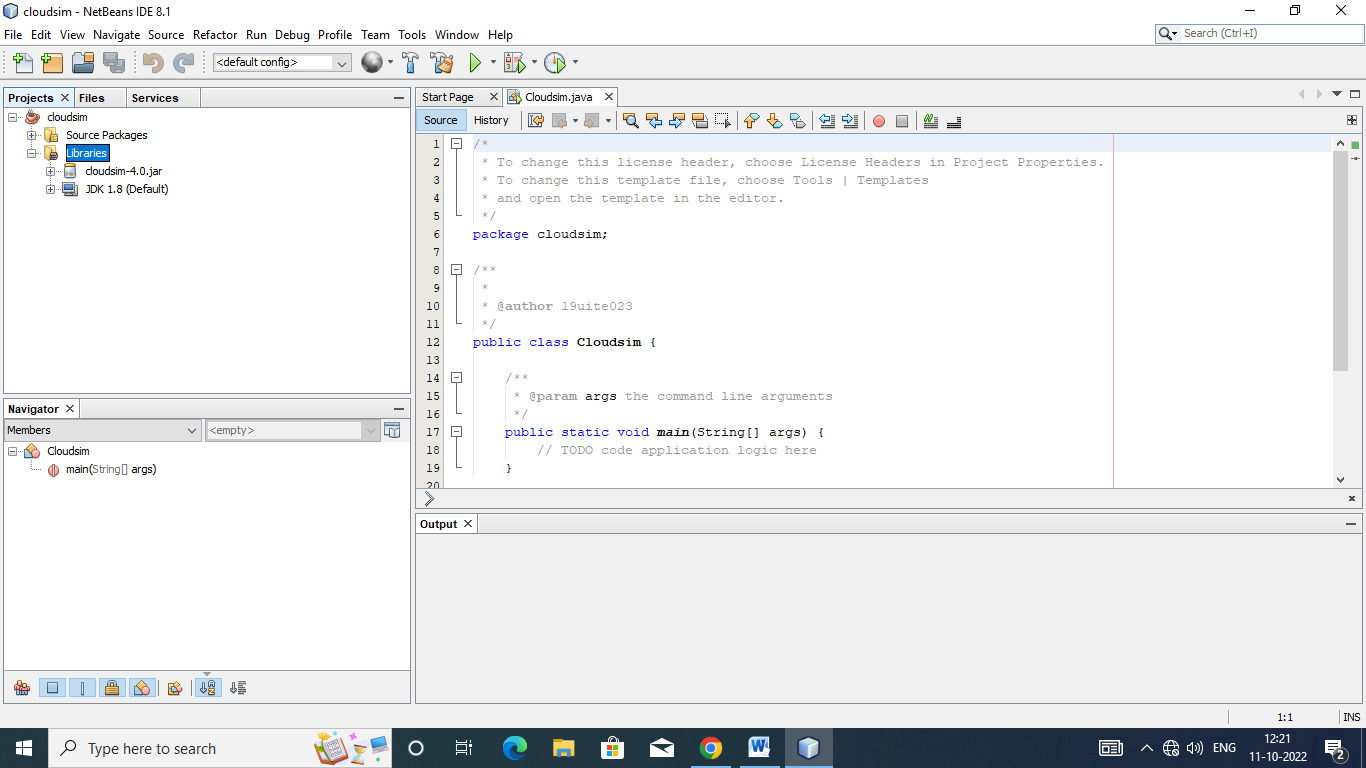 cloudsim - NetBeans IDE 8.1
File Edit View Navigate Source Refactor Run Debug Profile Team Tools Window Help
Search (Ctrl+I)
<default config>
Projects Files Services
cloudsim
Source Packages
Libraries
cloudsim-4.0.jar
JDK 1.8 (Default)
Navigator
Members
<empty>
Cloudsim
main(String[] args)
Start Page Cloudsim.java
Source History
1 /*
2 * To change this license header, choose License Headers in Project Properties.
3 * To change this template file, choose Tools | Templates
4 * and open the template in the editor.
5 */
6 package cloudsim;
7
8 /**
9 *
10 * @author 19uite023
11 */
12 public class Cloudsim {
13
14 /**
15 * @param args the command line arguments
16 */
17 public static void main(String[] args) {
18 // TODO code application logic here
19 }
20
Output
1:1 INS
Type here to search
ENG
12:21
11-10-2022
2